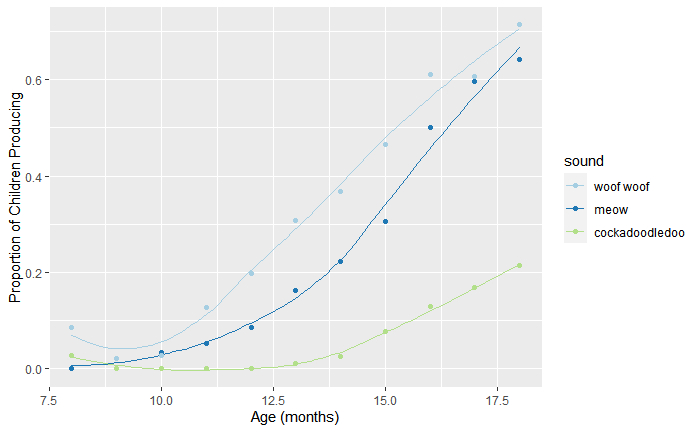 Proportion of Children Producing
0.6
0.4
0.2
0.0
7.5
10.0
12.5
15.0
17.5
Age (months)
sound
woof woof
meow
cockadoodledoo